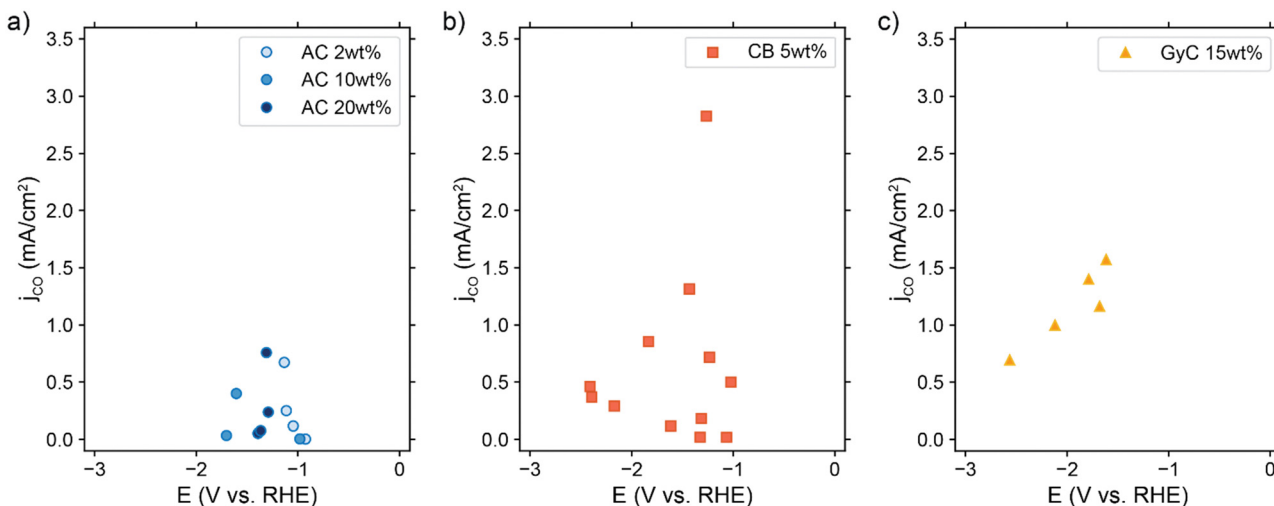 a)
3.5
3.0
2.5
2.0
1.5
1.0
0.5
0.0
j_CO (mA/cm²)
AC 2wt%
AC 10wt%
AC 20wt%
−3 −2 −1 0
E (V vs. RHE)
b)
3.5
3.0
2.5
2.0
1.5
1.0
0.5
0.0
j_CO (mA/cm²)
CB 5wt%
−3 −2 −1 0
E (V vs. RHE)
c)
3.5
3.0
2.5
2.0
1.5
1.0
0.5
0.0
j_CO (mA/cm²)
GyC 15wt%
−3 −2 −1 0
E (V vs. RHE)